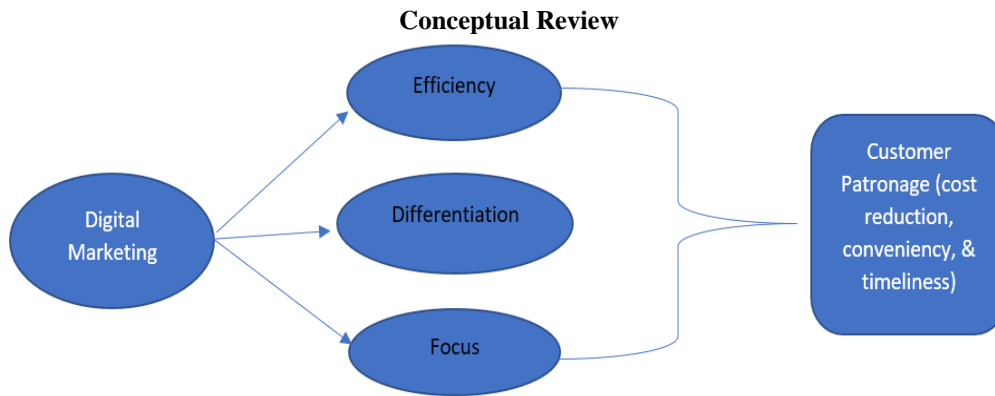 Conceptual Review
Efficiency
Digital
Marketing
Differentiation
Focus
Customer
Patronage (cost
reduction,
conveniency, &
timeliness)